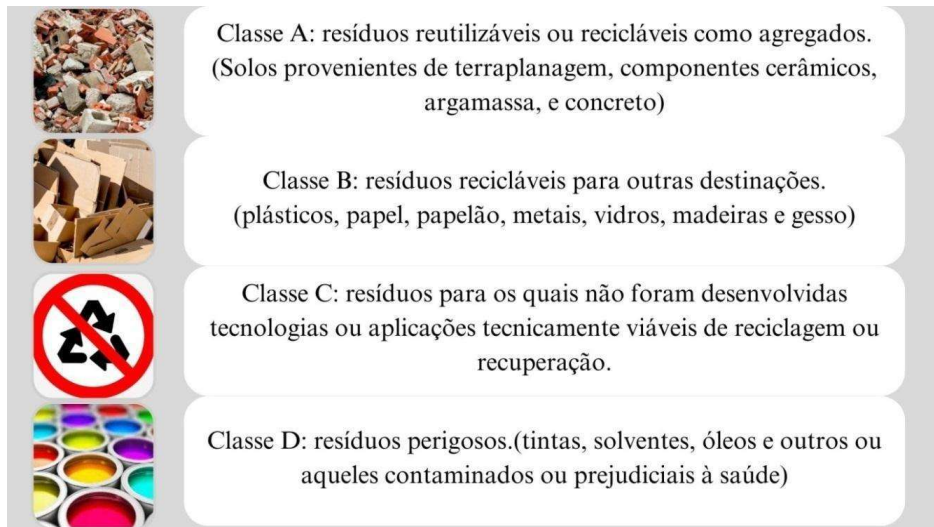 Classe A: resíduos reutilizáveis ou recicláveis como agregados.
(Solos provenientes de terraplanagem, componentes cerâmicos,
argamassa, e concreto)
Classe B: resíduos recicláveis para outras destinações.
(plásticos, papel, papelão, metais, vidros, madeiras e gesso)
Classe C: resíduos para os quais não foram desenvolvidas
tecnologias ou aplicações tecnicamente viáveis de reciclagem ou
recuperação.
Classe D: resíduos perigosos.(tintas, solventes, óleos e outros ou
aqueles contaminados ou prejudiciais à saúde)